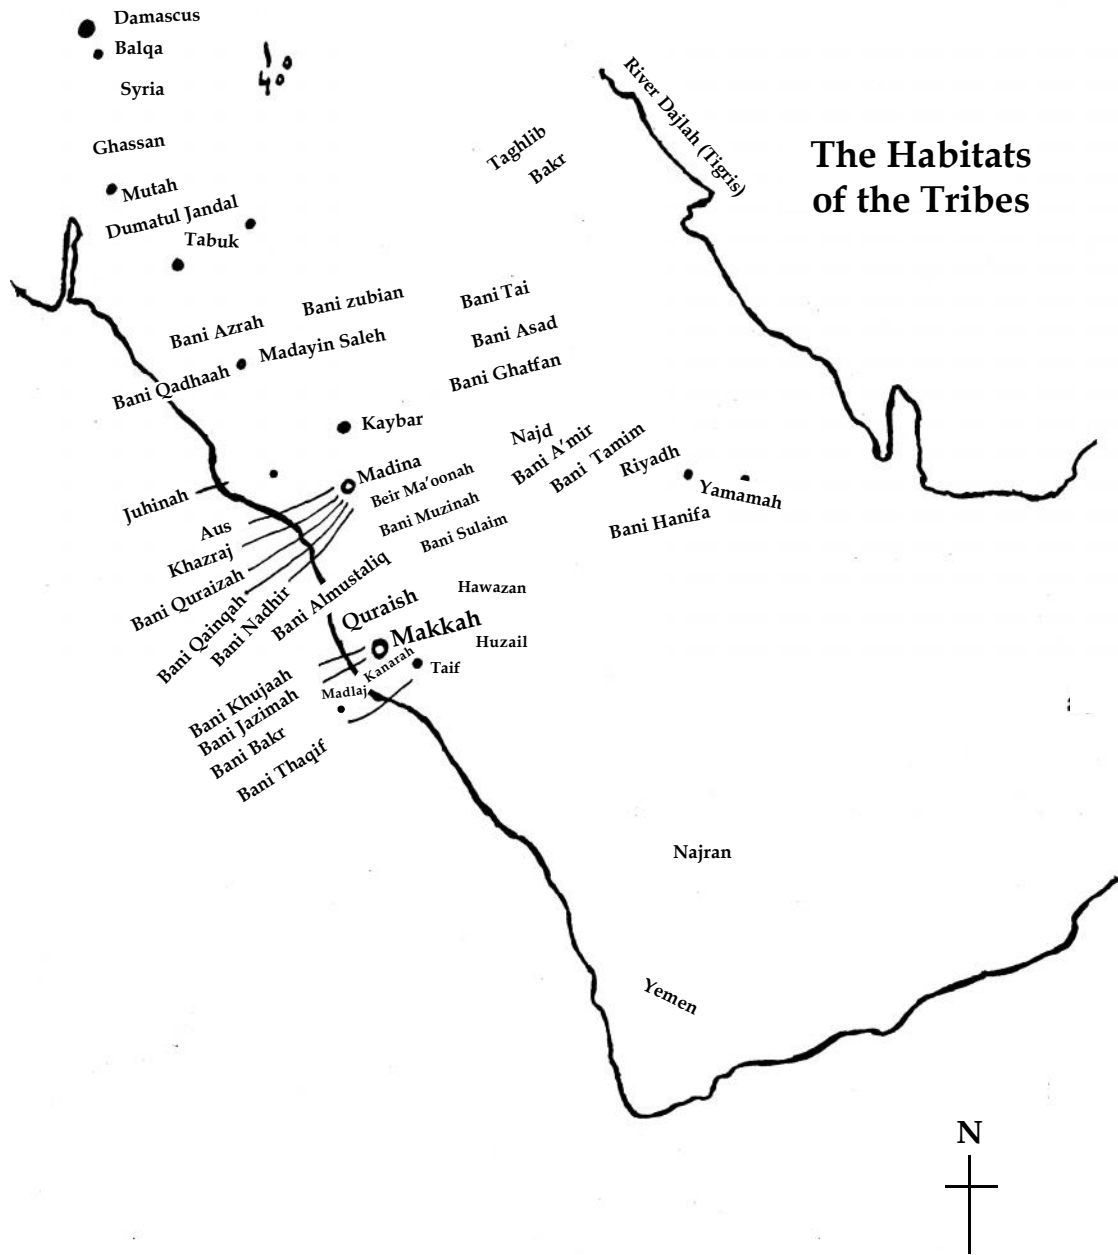 Damascus
Balqa
Syria
40°
Ghassan
Mutah
Dumatul Jandal
Tabuk
Taghlib
Bakr
River Dajlah (Tigris)
The Habitats
of the Tribes
Bani zubian
Bani Tai
Bani Azrah
Madayin Saleh
Bani Asad
Bani Qadhaah
Bani Ghatfan
Kaybar
Najd
Bani A'mir
Bani Tamim
Riyadh
Yamamah
Bani Hanifa
Madina
Beir Ma'oonah
Bani Muzinah
Bani Sulaim
Juhinah
Aus
Khazraj
Bani Quraizah
Bani Qainqah
Bani Nadhir
Bani Almustaliq
Hawazan
Quraish
Makkah
Huzail
Kanarah
Taif
Madlaj
Bani Khujaah
Bani Jazimah
Bani Bakr
Bani Thaqif
Najran
Yemen
N